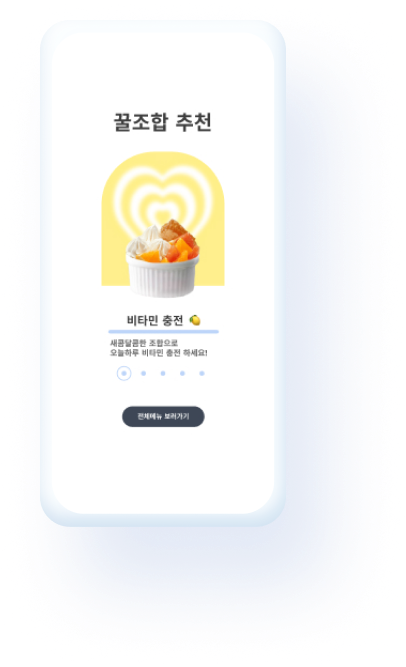 꿀조합 추천
비타민 충전 🍋
새콤달콤한 조합으로
오늘하루 비타민 충전 하세요!
전체메뉴 보러가기